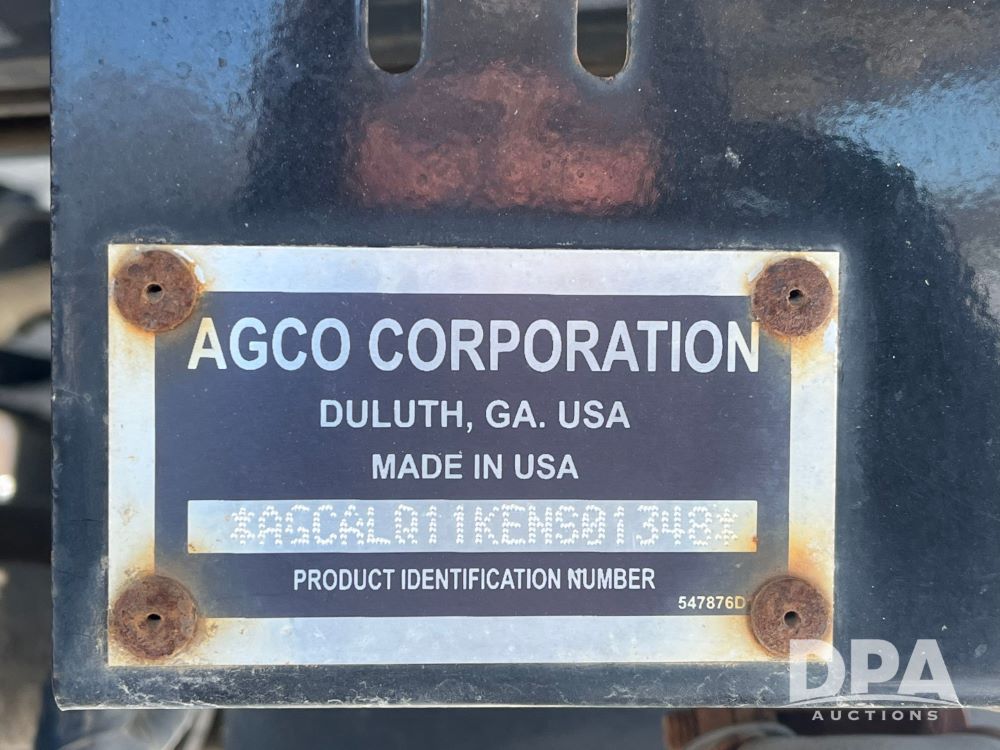 AGCO CORPORATION
DULUTH, GA. USA
MADE IN USA
*AGCALQ11KENS01348*
PRODUCT IDENTIFICATION NUMBER
547876D
DPA
AUCTIONS